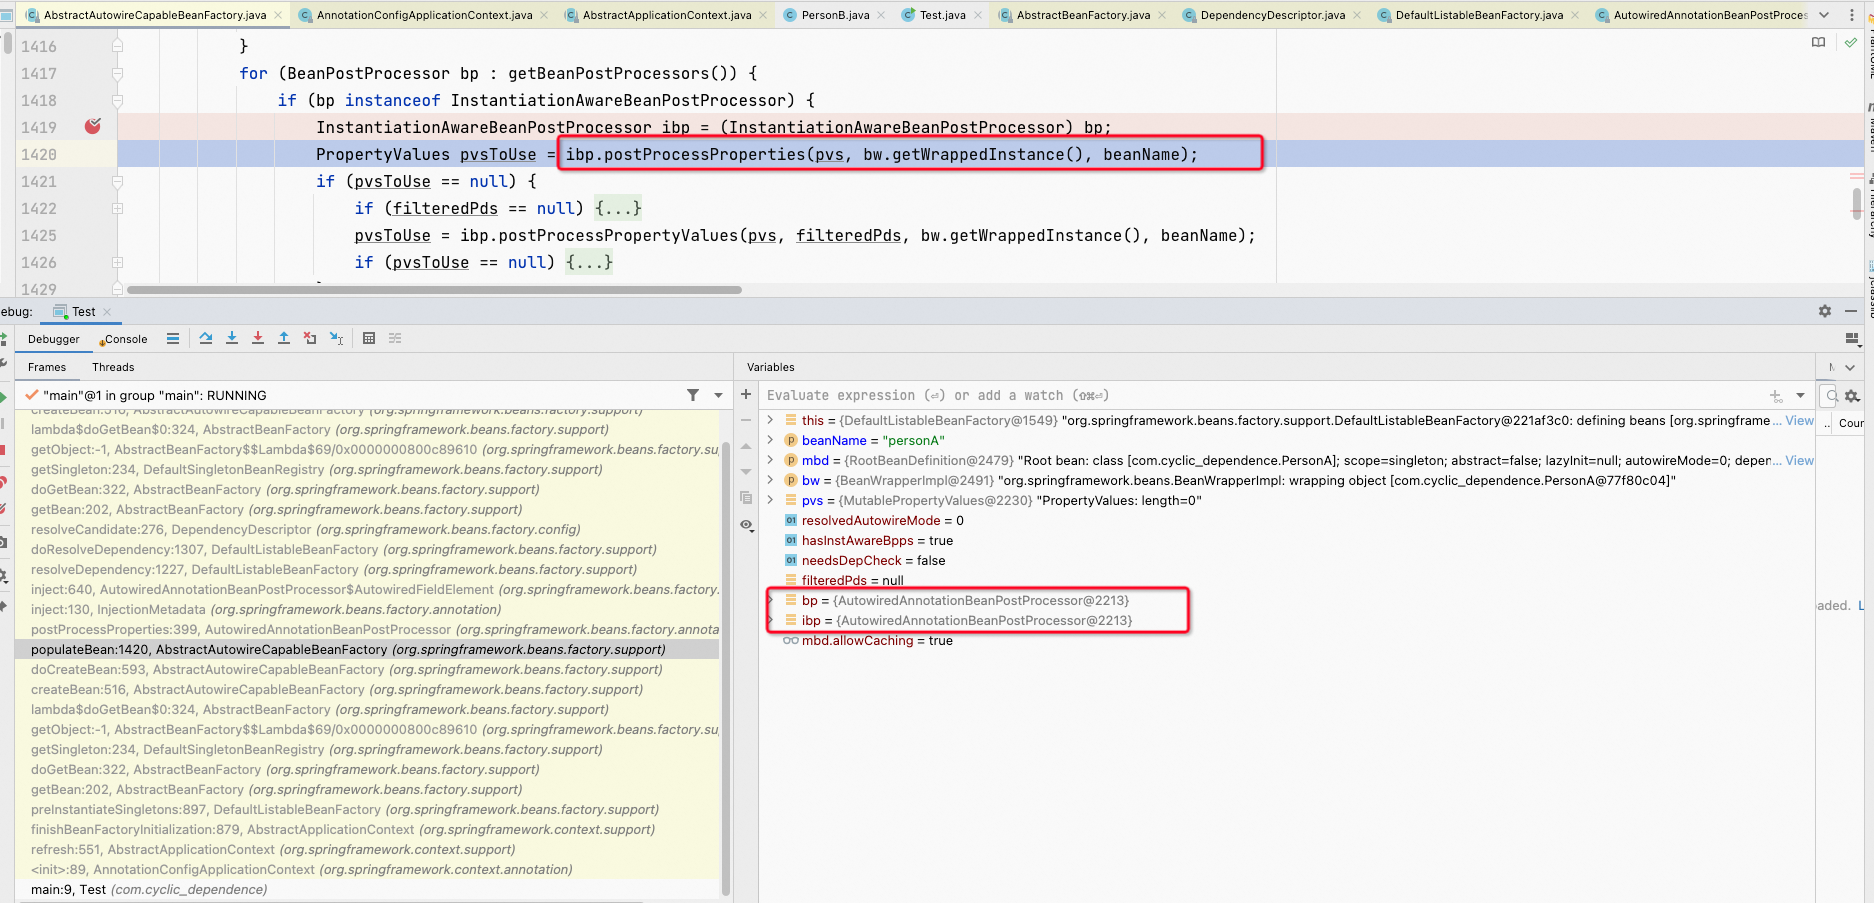 AbstractAutowireCapableBeanFactory.java
AnnotationConfigApplicationContext.java
AbstractApplicationContext.java
PersonB.java
Test.java
AbstractBeanFactory.java
DependencyDescriptor.java
DefaultListableBeanFactory.java
AutowiredAnnotationBeanPostProces
1416 }
1417 for (BeanPostProcessor bp : getBeanPostProcessors()) {
1418 if (bp instanceof InstantiationAwareBeanPostProcessor) {
1419 InstantiationAwareBeanPostProcessor ibp = (InstantiationAwareBeanPostProcessor) bp;
1420 PropertyValues pvsToUse = ibp.postProcessProperties(pvs, bw.getWrappedInstance(), beanName);
1421 if (pvsToUse == null) {
1422 if (filteredPds == null) {...}
1425 pvsToUse = ibp.postProcessPropertyValues(pvs, filteredPds, bw.getWrappedInstance(), beanName);
1426 if (pvsToUse == null) {...}
1429
ebug: Test
Debugger Console
Frames Threads
"main"@1 in group "main": RUNNING
createBean:516, AbstractAutowireCapableBeanFactory (org.springframework.beans.factory.support)
lambda$doGetBean$0:324, AbstractBeanFactory (org.springframework.beans.factory.support)
getObject:-1, AbstractBeanFactory$$Lambda$69/0x0000000800c89610 (org.springframework.beans.factory.su
getSingleton:234, DefaultSingletonBeanRegistry (org.springframework.beans.factory.support)
doGetBean:322, AbstractBeanFactory (org.springframework.beans.factory.support)
getBean:202, AbstractBeanFactory (org.springframework.beans.factory.support)
resolveCandidate:276, DependencyDescriptor (org.springframework.beans.factory.config)
doResolveDependency:1307, DefaultListableBeanFactory (org.springframework.beans.factory.support)
resolveDependency:1227, DefaultListableBeanFactory (org.springframework.beans.factory.support)
inject:640, AutowiredAnnotationBeanPostProcessor$AutowiredFieldElement (org.springframework.beans.fa
inject:130, InjectionMetadata (org.springframework.beans.factory.annotation)
postProcessProperties:399, AutowiredAnnotationBeanPostProcessor (org.springframework.beans.factory.annota
populateBean:1420, AbstractAutowireCapableBeanFactory (org.springframework.beans.factory.support)
doCreateBean:593, AbstractAutowireCapableBeanFactory (org.springframework.beans.factory.support)
createBean:516, AbstractAutowireCapableBeanFactory (org.springframework.beans.factory.support)
lambda$doGetBean$0:324, AbstractBeanFactory (org.springframework.beans.factory.support)
getObject:-1, AbstractBeanFactory$$Lambda$69/0x0000000800c89610 (org.springframework.beans.factory.su
getSingleton:234, DefaultSingletonBeanRegistry (org.springframework.beans.factory.support)
doGetBean:322, AbstractBeanFactory (org.springframework.beans.factory.support)
getBean:202, AbstractBeanFactory (org.springframework.beans.factory.support)
preInstantiateSingletons:897, DefaultListableBeanFactory (org.springframework.beans.factory.support)
finishBeanFactoryInitialization:879, AbstractApplicationContext (org.springframework.context.support)
refresh:551, AbstractApplicationContext (org.springframework.context.support)
<init>:89, AnnotationConfigApplicationContext (org.springframework.context.annotation)
main:9, Test (com.cyclic_dependence)
Variables
Evaluate expression (⏎) or add a watch (⇧⌘⏎)
this = {DefaultListableBeanFactory@1549} "org.springframework.beans.factory.support.DefaultListableBeanFactory@221af3c0: defining beans [org.springframe... View
beanName = "personA"
mbd = {RootBeanDefinition@2479} "Root bean: class [com.cyclic_dependence.PersonA]; scope=singleton; abstract=false; lazyInit=null; autowireMode=0; depen... View
bw = {BeanWrapperImpl@2491} "org.springframework.beans.BeanWrapperImpl: wrapping object [com.cyclic_dependence.PersonA@77f80c04]"
pvs = {MutablePropertyValues@2230} "PropertyValues: length=0"
resolvedAutowireMode = 0
hasInstAwareBpps = true
needsDepCheck = false
filteredPds = null
bp = {AutowiredAnnotationBeanPostProcessor@2213}
ibp = {AutowiredAnnotationBeanPostProcessor@2213}
mbd.allowCaching = true
.. Cour
aded. L